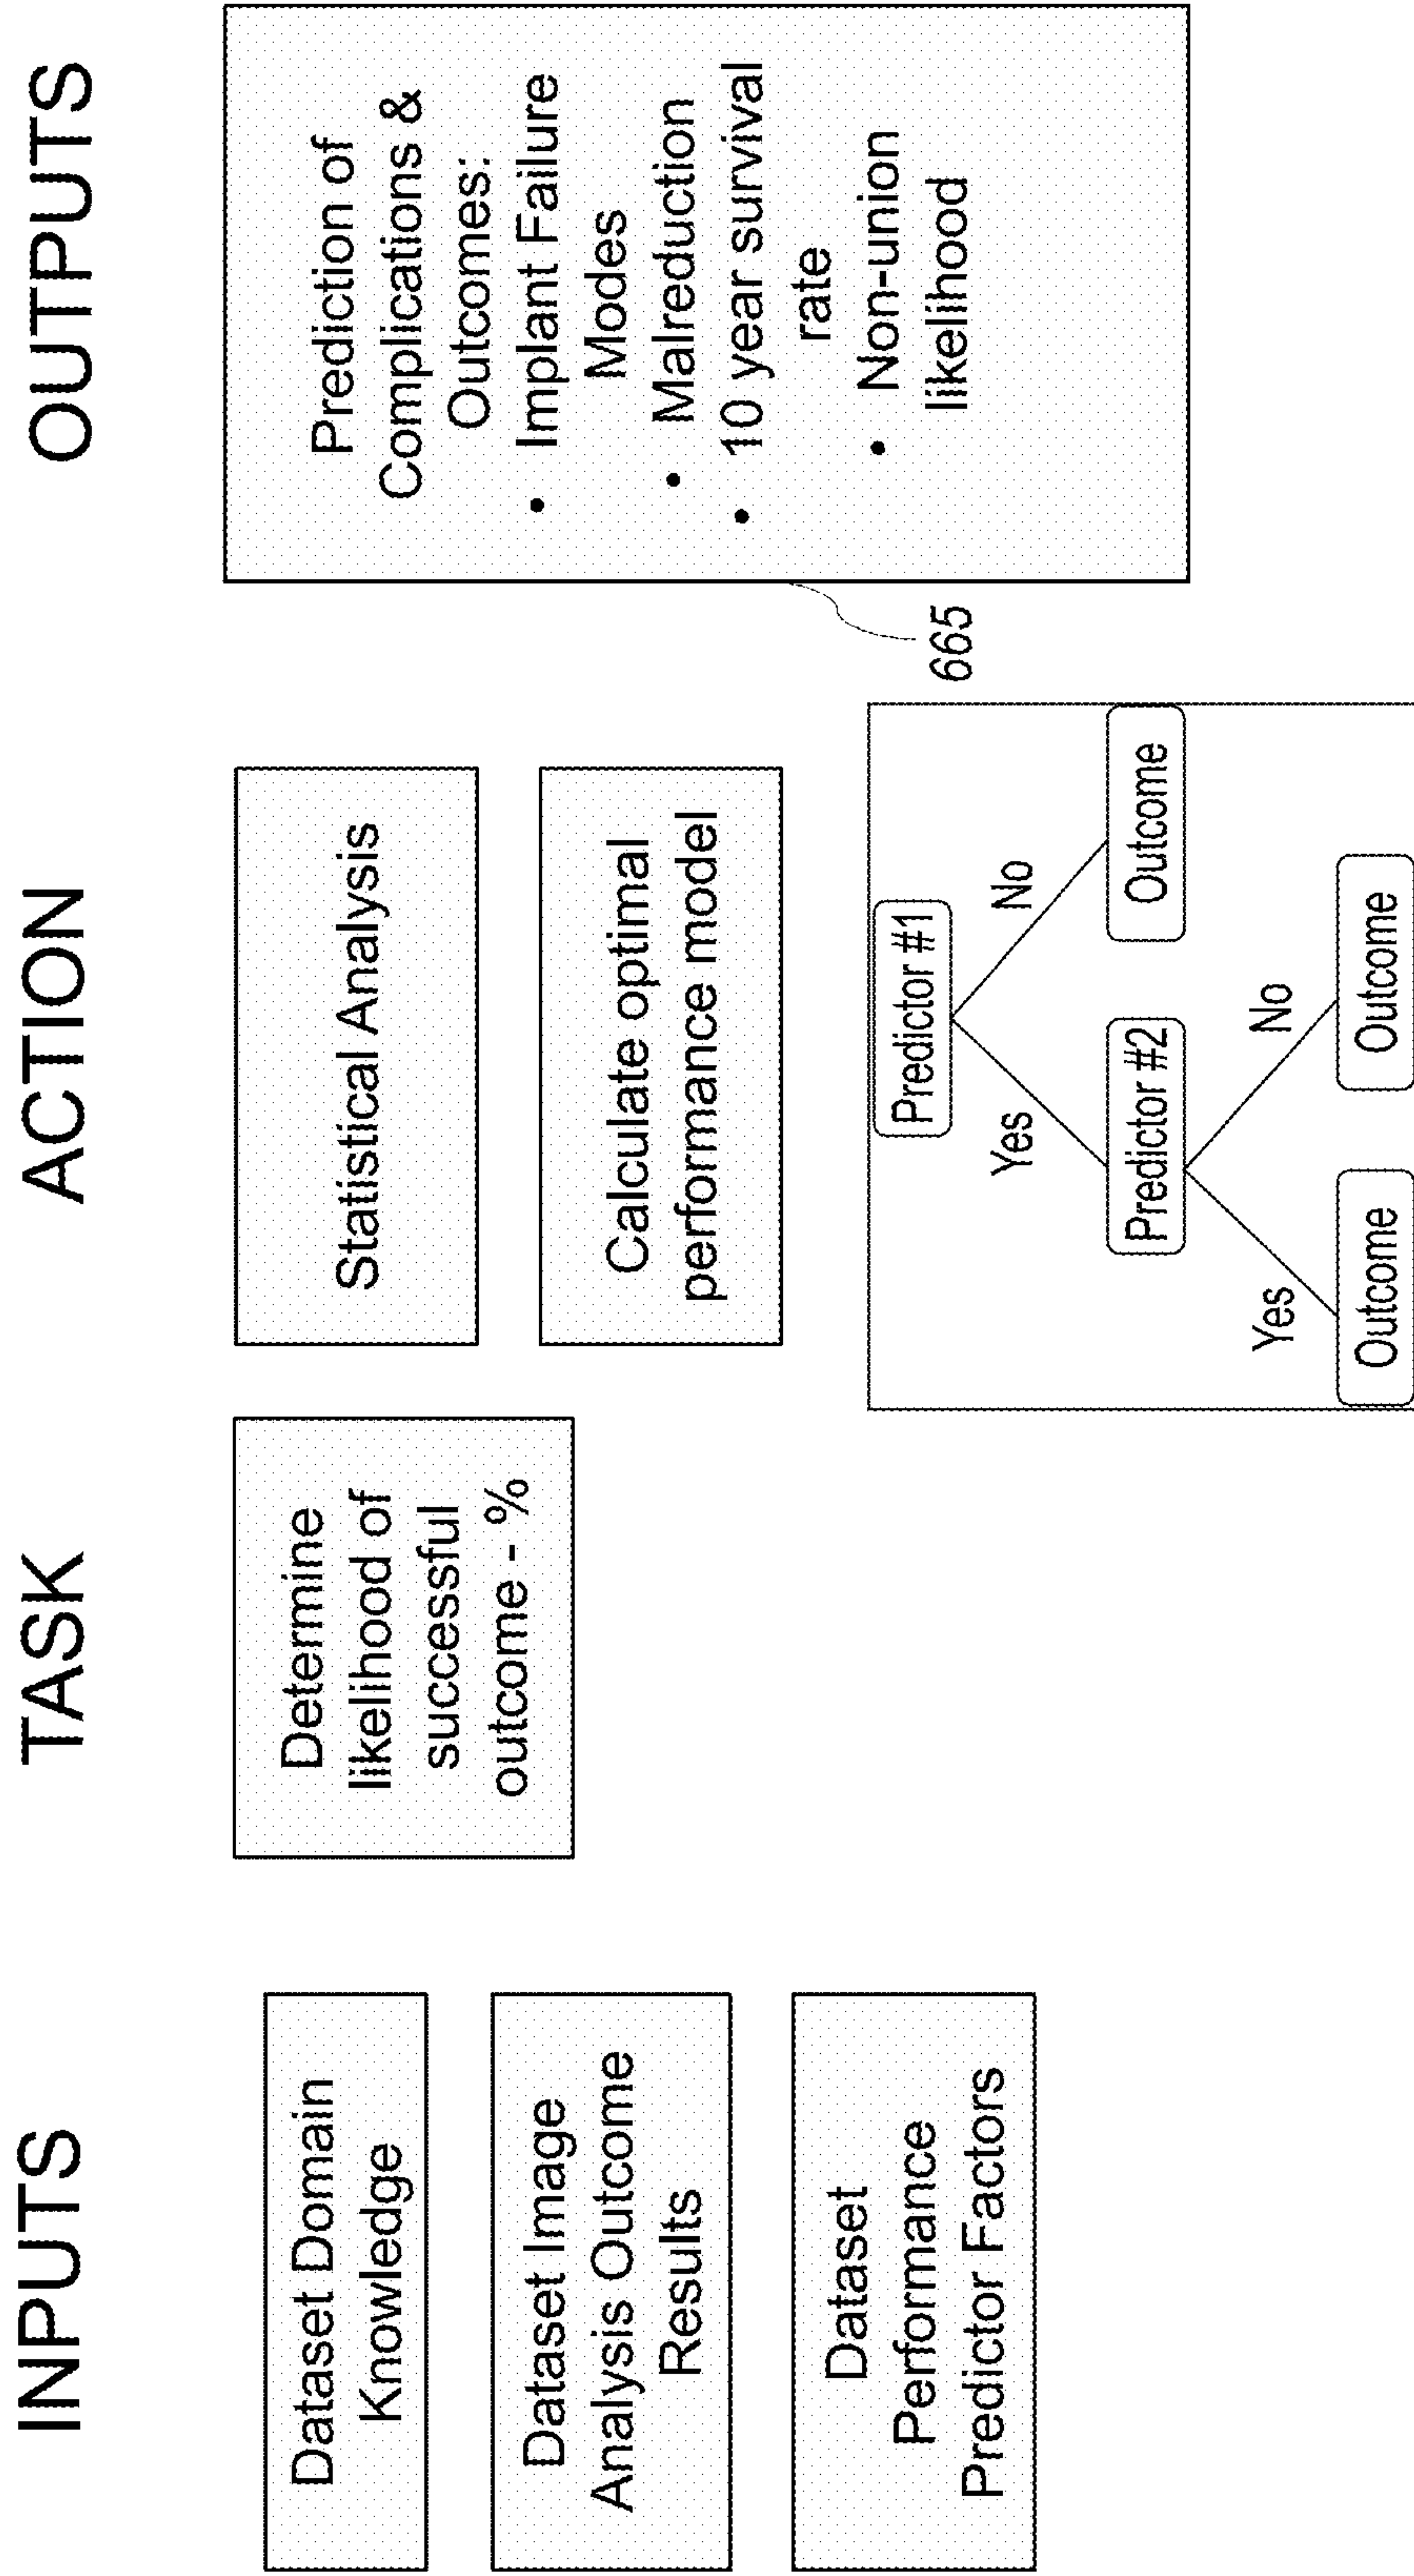 INPUTS
TASK
ACTION
OUTPUTS
Dataset Domain
Knowledge
Dataset Image
Analysis Outcome
Results
Dataset
Performance
Predictor Factors
Determine
likelihood of
successful
outcome - %
Statistical Analysis
Calculate optimal
performance model
Predictor #1
Yes
No
Predictor #2
Outcome
Yes
No
Outcome
Outcome
Prediction of
Complications &
Outcomes:
• Implant Failure
Modes
• Malreduction
• 10 year survival
rate
• Non-union
likelihood
665